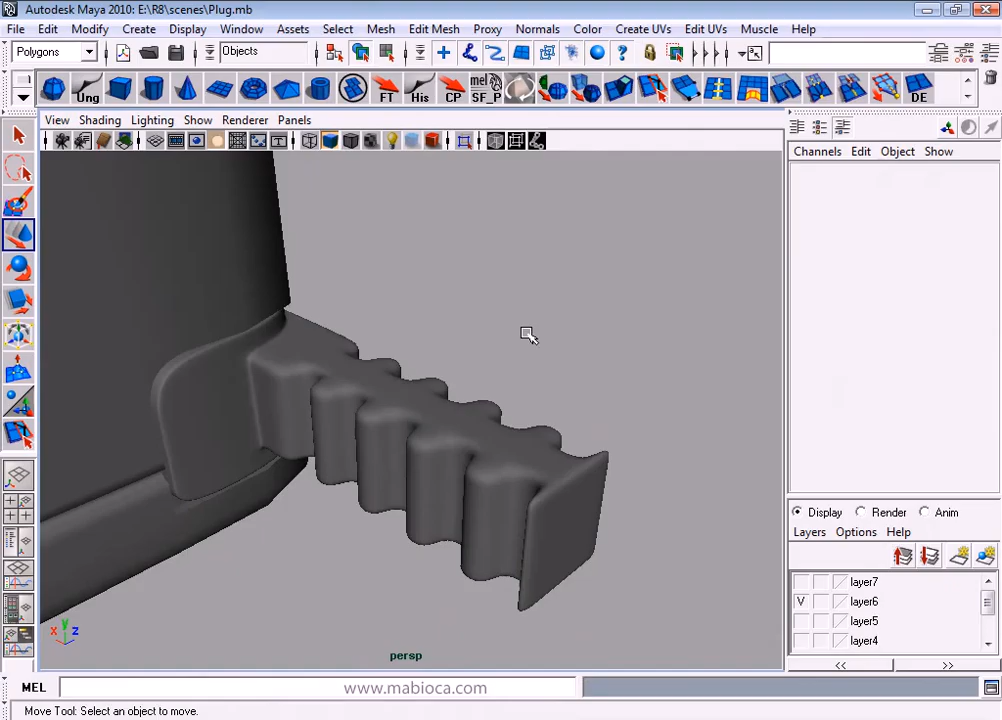 Autodesk Maya 2010: E:\R8\scenes\Plug.mb
File Edit Modify Create Display Window Assets Select Mesh Edit Mesh Proxy Normals Color Create UVs Edit UVs Muscle Help
Polygons Objects
Ung FT His CP mel SF_P DE
View Shading Lighting Show Renderer Panels
Channels Edit Object Show
Display Render Anim
Layers Options Help
layer7
V layer6
layer5
layer4
<< >>
y
x z
persp
MEL www.mabioca.com
Move Tool: Select an object to move.